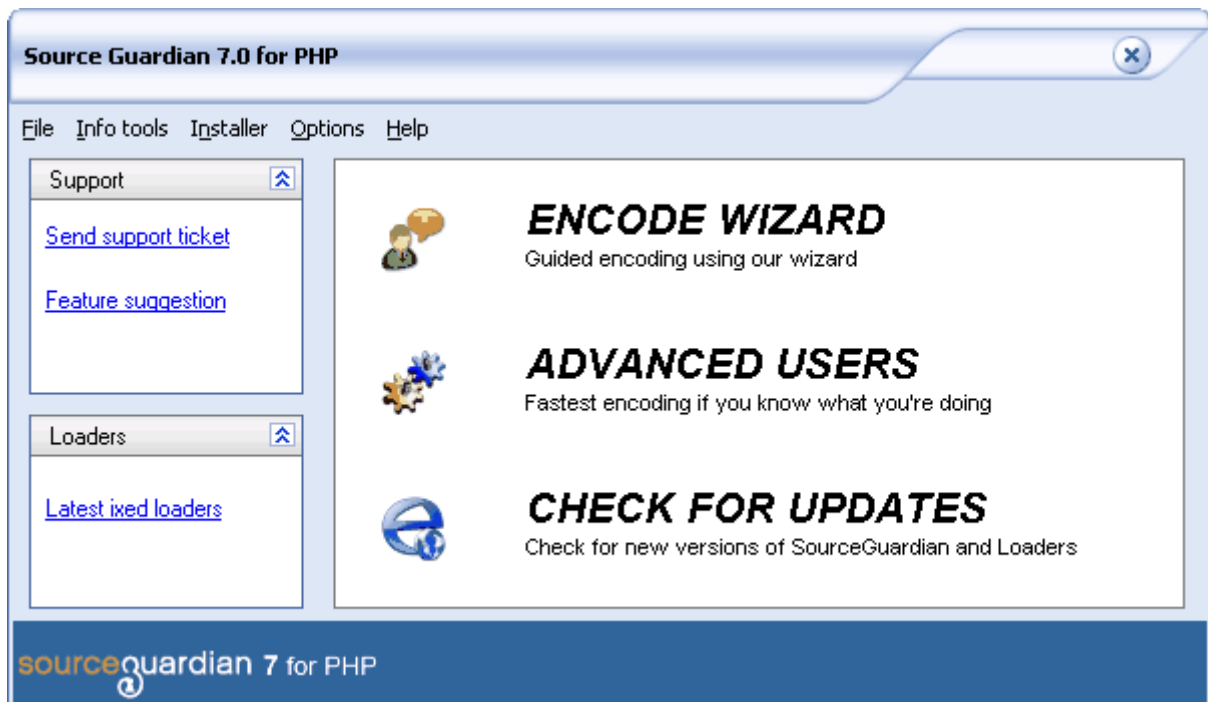 Source Guardian 7.0 for PHP
File Info tools Installer Options Help
Support
Send support ticket
Feature suggestion
Loaders
Latest ixed loaders
ENCODE WIZARD
Guided encoding using our wizard
ADVANCED USERS
Fastest encoding if you know what you're doing
CHECK FOR UPDATES
Check for new versions of SourceGuardian and Loaders
sourceguardian 7 for PHP